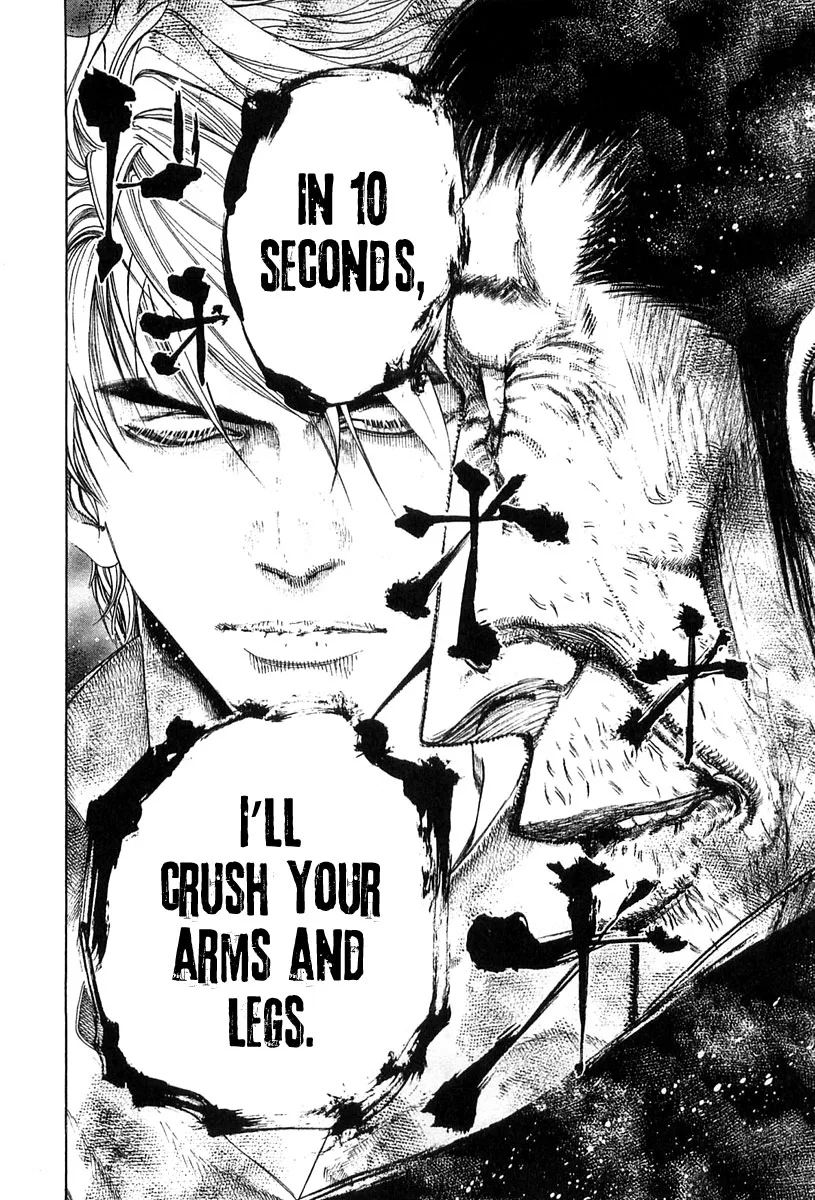 IN 10
SECONDS,
I'LL
CRUSH YOUR
ARMS AND
LEGS.